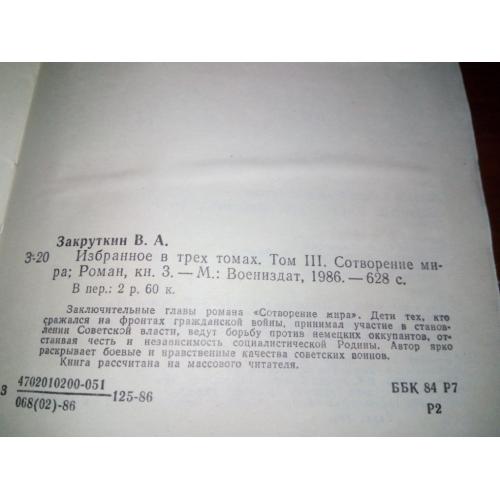 Закруткин В. А.
З-20 Избранное в трех томах. Том III. Сотворение ми-
ра; Роман, кн. 3. — М.: Воениздат, 1986. — 628 с.
В пер.: 2 р. 60 к.
Заключительные главы романа «Сотворение мира». Дети тех, кто
сражался на фронтах гражданской войны, принимал участие в станов-
лении Советской власти, ведут борьбу против немецких оккупантов, от-
стаивая честь и независимость социалистической Родины. Автор ярко
раскрывает боевые и нравственные качества советских воинов.
Книга рассчитана на массового читателя.
З 4702010200-051
068(02)-86
—125-86
ББК 84 Р7
Р2